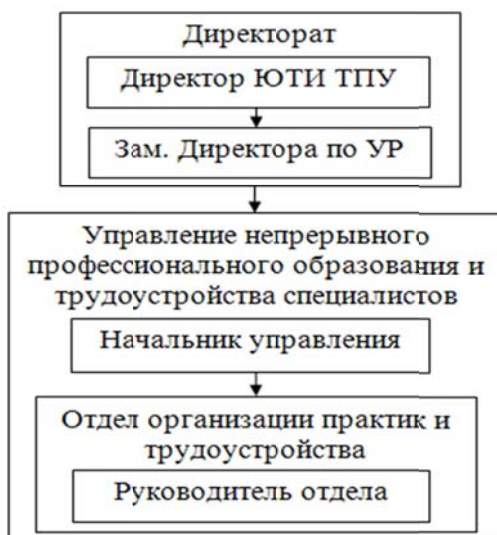 Директорат
Директор ЮТИ ТПУ
Зам. Директора по УР
Управление непрерывного
профессионального образования и
трудоустройства специалистов
Начальник управления
Отдел организации практик и
трудоустройства
Руководитель отдела